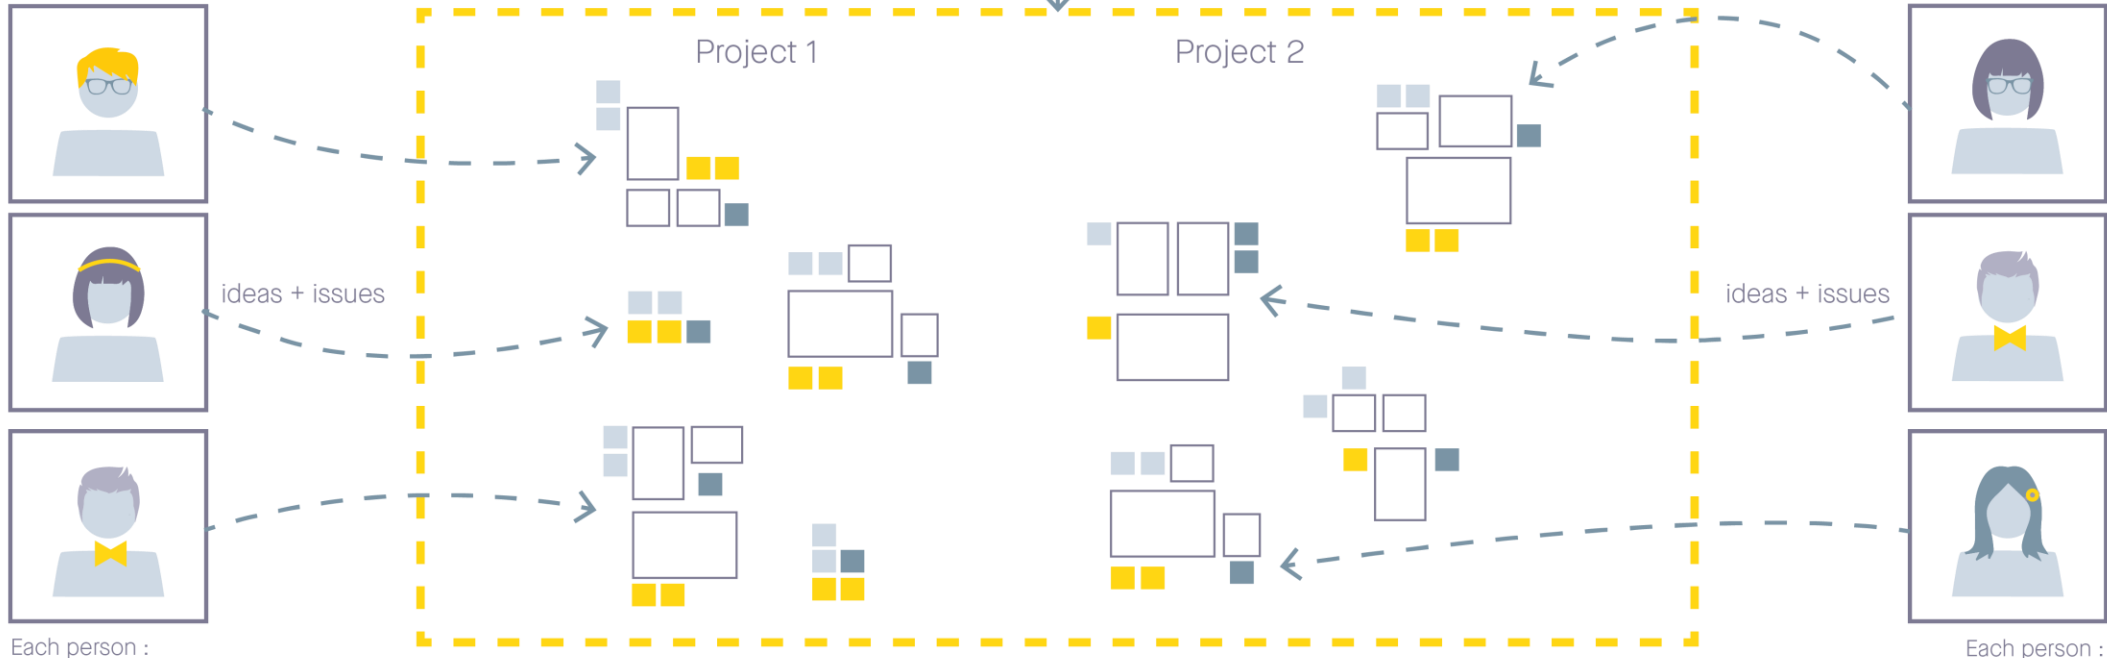 Project 1
Project 2
ideas + issues
ideas + issues
Each person :
Each person :